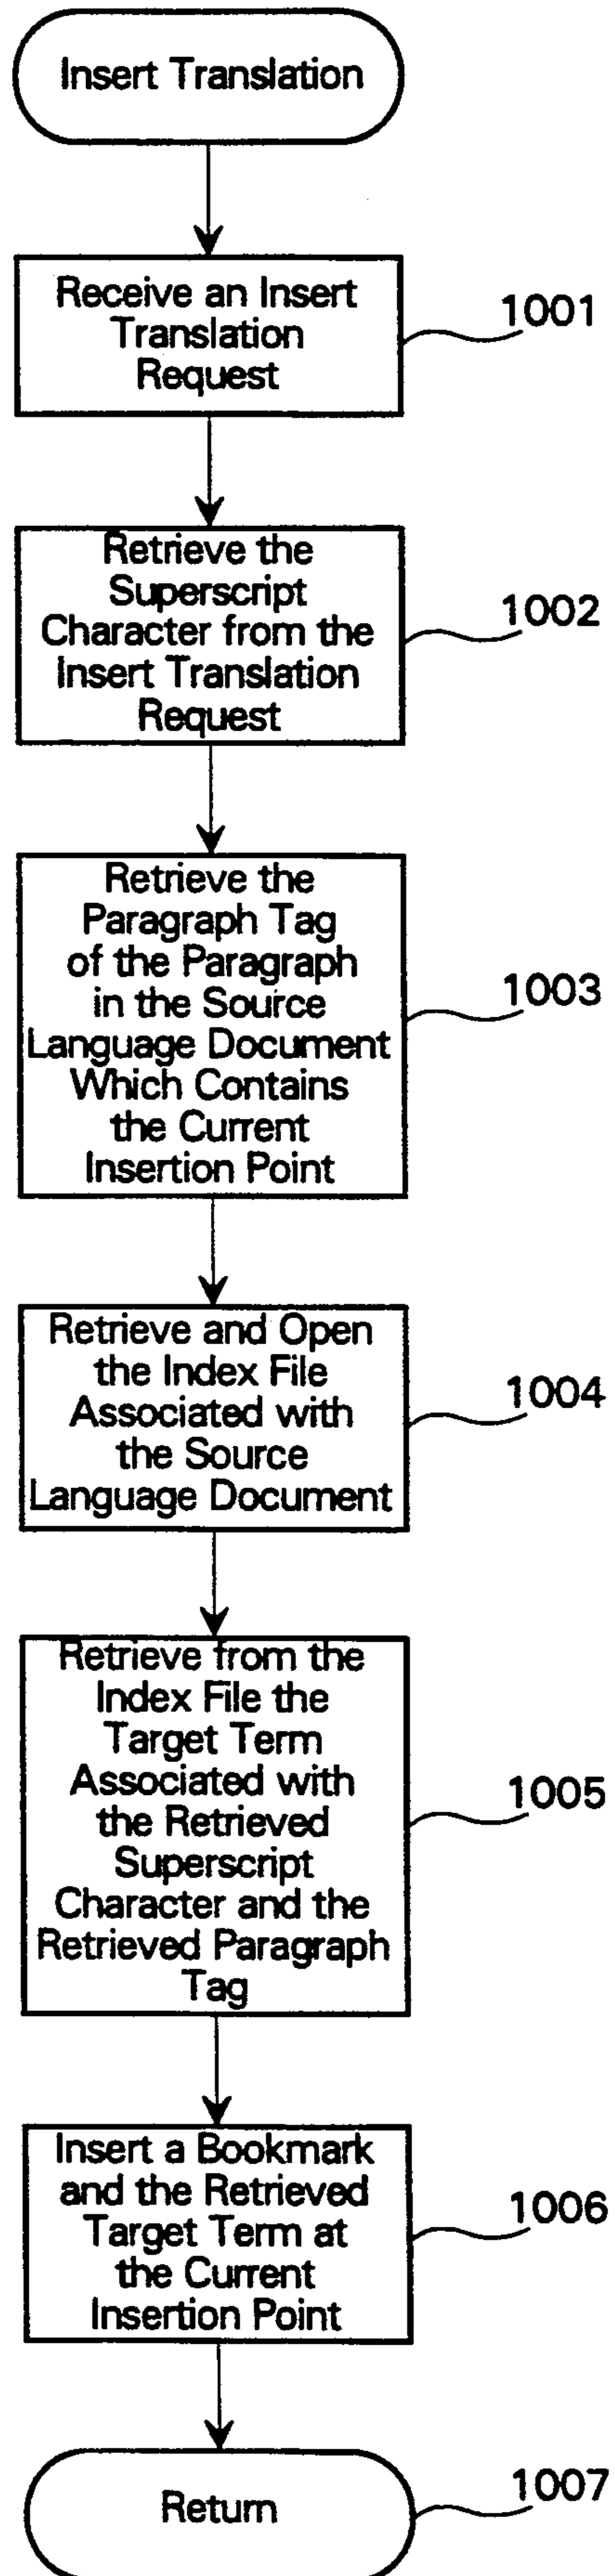 Insert Translation
Receive an Insert
Translation
Request
1001
Retrieve the
Superscript
Character from the
Insert Translation
Request
1002
Retrieve the
Paragraph Tag
of the Paragraph
in the Source
Language Document
Which Contains
the Current
Insertion Point
1003
Retrieve and Open
the Index File
Associated with
the Source
Language Document
1004
Retrieve from the
Index File the
Target Term
Associated with
the Retrieved
Superscript
Character and the
Retrieved Paragraph
Tag
1005
Insert a Bookmark
and the Retrieved
Target Term at
the Current
Insertion Point
1006
Return
1007